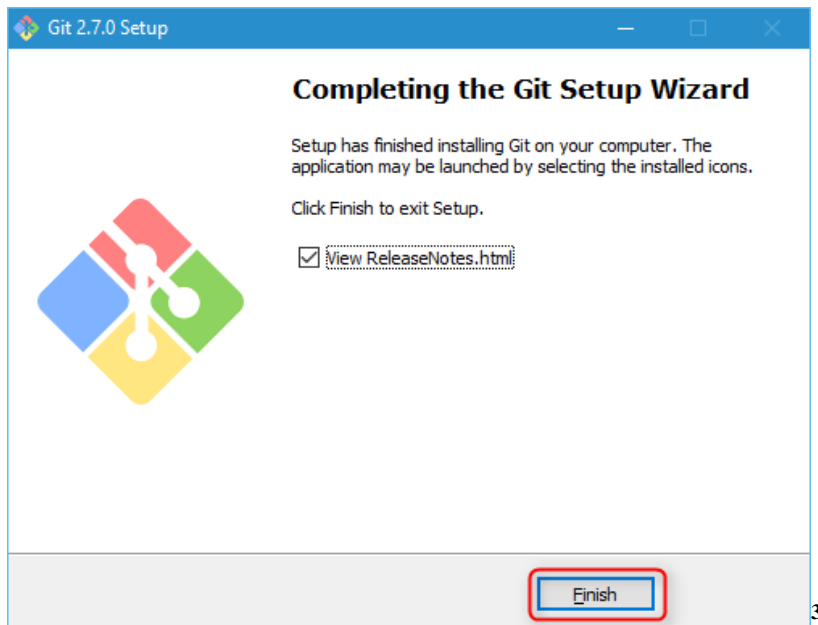 Git 2.7.0 Setup
Completing the Git Setup Wizard
Setup has finished installing Git on your computer. The
application may be launched by selecting the installed icons.
Click Finish to exit Setup.
View ReleaseNotes.html
Finish
3